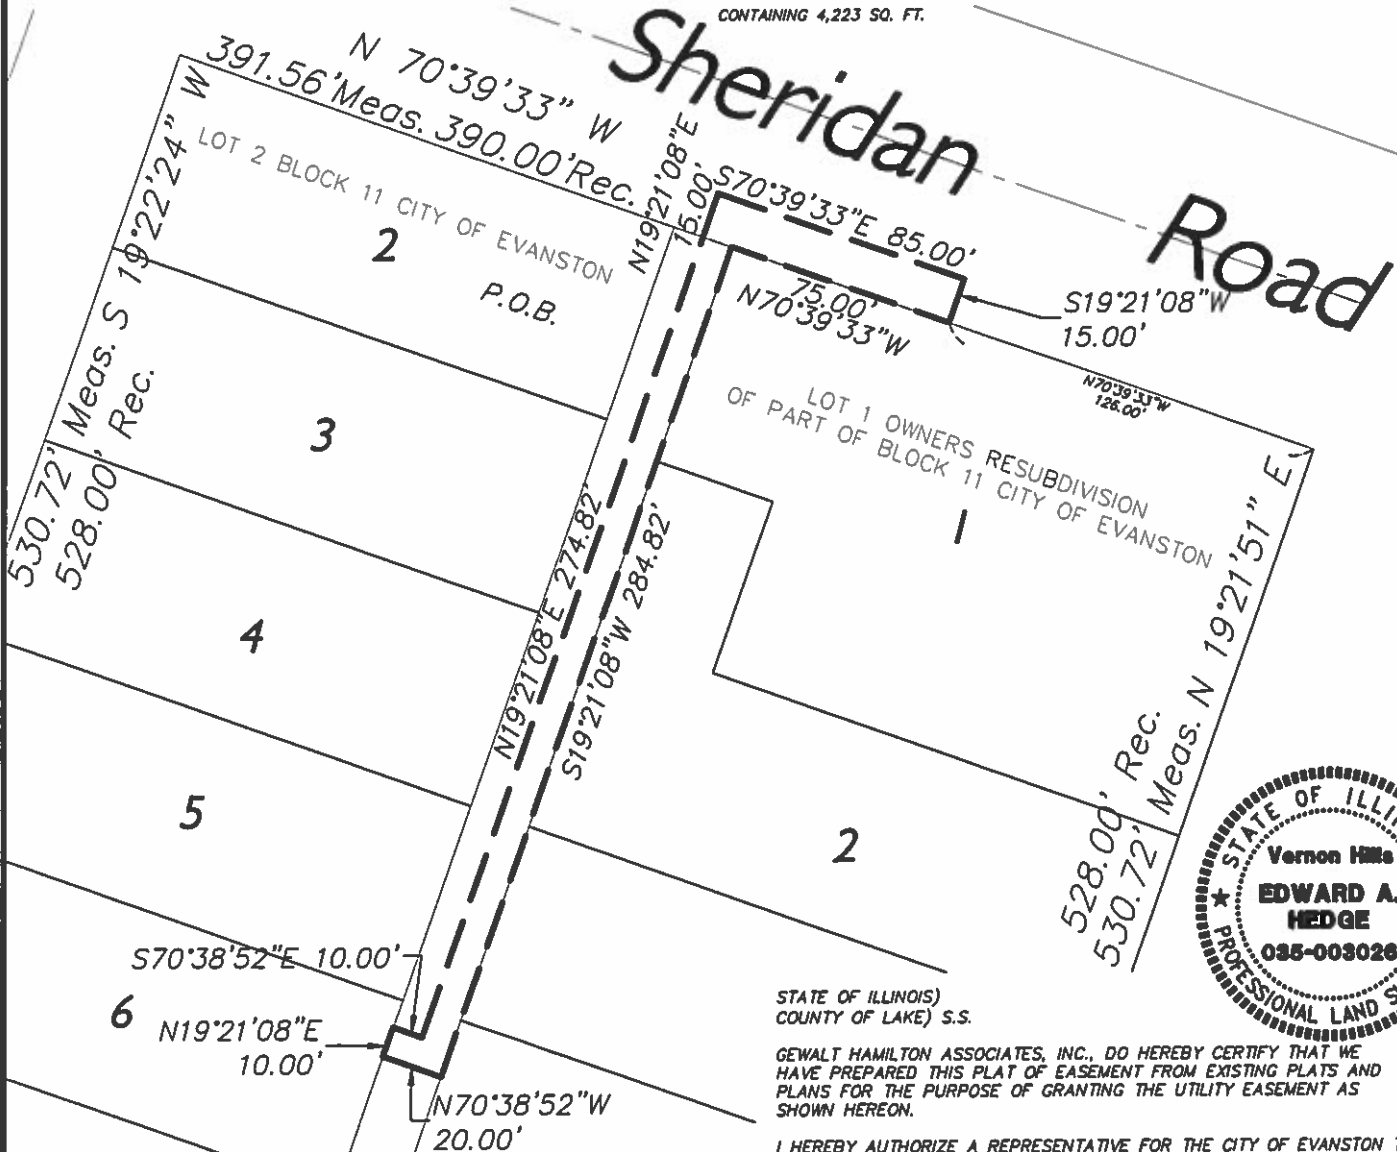 CONTAINING 4,223 SQ. FT.
Sheridan Road
N 70°39'33" W
391.56'Meas. 390.00'Rec.
LOT 2 BLOCK 11 CITY OF EVANSTON
2
P.O.B.
Meas. S 19°22'24" W
530.72'
528.00' Rec.
N19°21'08"E
15.00'
S70°39'33"E 85.00'
75.00'
N70°39'33"W
S19°21'08"W
15.00'
N70°39'33"W
126.00'
LOT 1 OWNERS RESUBDIVISION
OF PART OF BLOCK 11 CITY OF EVANSTON
1
3
4
5
6
N19°21'08"E 274.82'
S19°21'08"W 284.82'
528.00' Rec.
530.72' Meas. N 19°21'51" E
2
S70°38'52"E 10.00'
N19°21'08"E
10.00'
N70°38'52"W
20.00'
STATE OF ILLIN
Vernon Hills
EDWARD A.
HEDGE
035-003026
PROFESSIONAL LAND S
STATE OF ILLINOIS)
COUNTY OF LAKE) S.S.
GEWALT HAMILTON ASSOCIATES, INC., DO HEREBY CERTIFY THAT WE
HAVE PREPARED THIS PLAT OF EASEMENT FROM EXISTING PLATS AND
PLANS FOR THE PURPOSE OF GRANTING THE UTILITY EASEMENT AS
SHOWN HEREON.
I HEREBY AUTHORIZE A REPRESENTATIVE FOR THE CITY OF EVANSTON